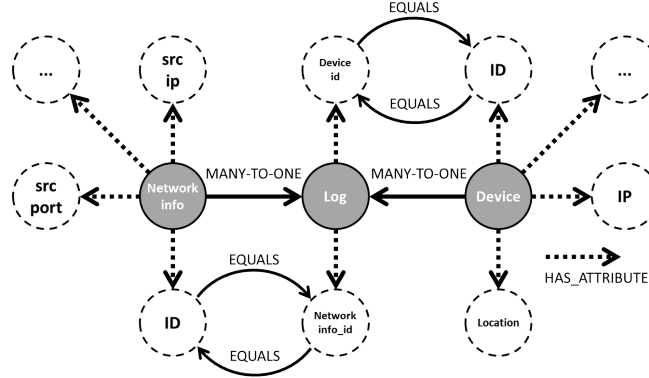 EQUALS
...
src
ip
Device
id
ID
...
EQUALS
MANY-TO-ONE
MANY-TO-ONE
src
port
Network
info
Log
Device
IP
EQUALS
HAS_ATTRIBUTE
ID
Network
info_id
Location
EQUALS